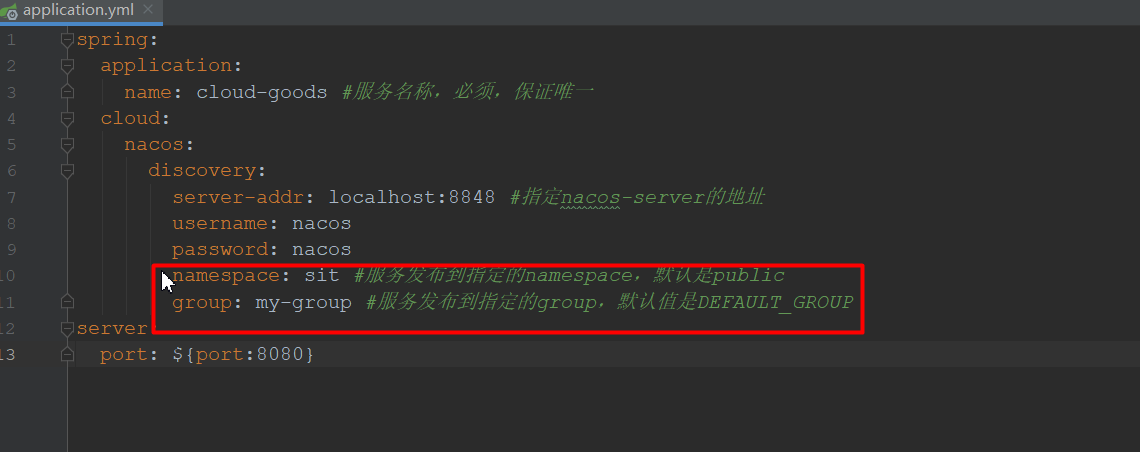 application.yml
1 spring:
2 application:
3 name: cloud-goods #服务名称，必须，保证唯一
4 cloud:
5 nacos:
6 discovery:
7 server-addr: localhost:8848 #指定nacos-server的地址
8 username: nacos
9 password: nacos
10 namespace: sit #服务发布到指定的namespace，默认是public
11 group: my-group #服务发布到指定的group，默认值是DEFAULT_GROUP
12 server:
13 port: ${port:8080}